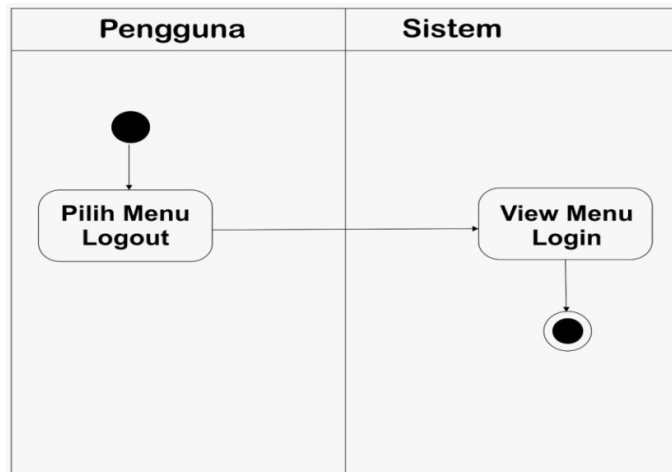 Pengguna
Sistem
Pilih Menu
Logout
View Menu
Login